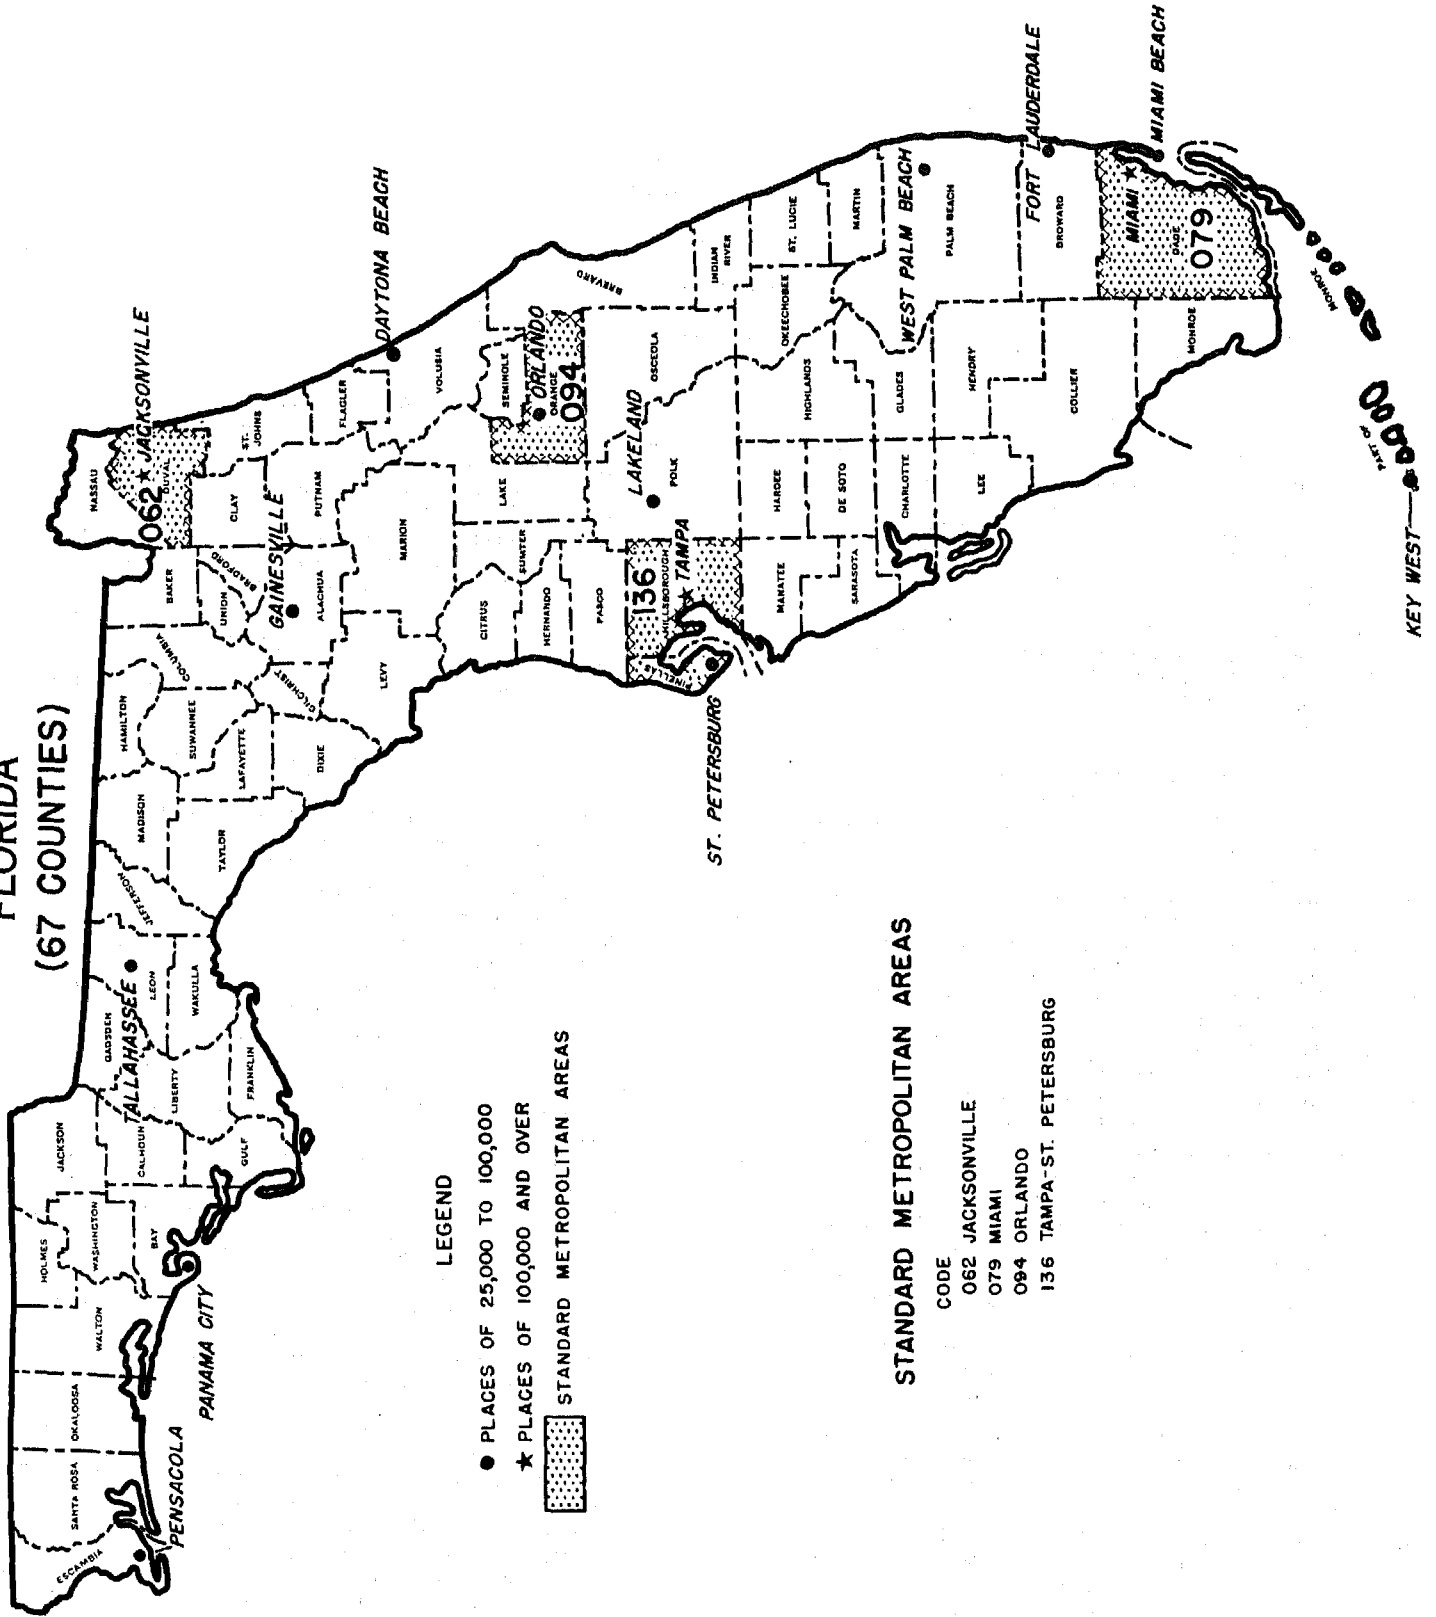 FLORIDA
(67 COUNTIES)
ESCAMBIA
SANTA ROSA
OKALOOSA
WALTON
HOLMES
WASHINGTON
BAY
JACKSON
CALHOUN
GULF
GADSDEN
LIBERTY
FRANKLIN
LEON
WAKULLA
JEFFERSON
MADISON
TAYLOR
HAMILTON
SUWANNEE
LAFAYETTE
DIXIE
COLUMBIA
GILCHRIST
LEVY
BAKER
UNION
BRADFORD
ALACHUA
NASSAU
DUVAL
CLAY
ST.
JOHNS
PUTNAM
FLAGLER
MARION
VOLUSIA
CITRUS
SUMTER
LAKE
SEMINOLE
ORANGE
HERNANDO
PASCO
HILLSBOROUGH
PINELLAS
POLK
OSCEOLA
BREVARD
INDIAN
RIVER
MANATEE
HARDEE
HIGHLANDS
OKEECHOBEE
ST. LUCIE
SARASOTA
DE SOTO
MARTIN
CHARLOTTE
GLADES
PALM BEACH
LEE
HENDRY
COLLIER
BROWARD
MONROE
DADE
PART OF
MONROE
PENSACOLA
PANAMA CITY
TALLAHASSEE
GAINESVILLE
JACKSONVILLE
062
DAYTONA BEACH
ORLANDO
094
LAKELAND
TAMPA
136
ST. PETERSBURG
WEST PALM BEACH
FORT LAUDERDALE
MIAMI
079
MIAMI BEACH
KEY WEST
LEGEND
PLACES OF 25,000 TO 100,000
PLACES OF 100,000 AND OVER
STANDARD METROPOLITAN AREAS
STANDARD METROPOLITAN AREAS
CODE
062 JACKSONVILLE
079 MIAMI
094 ORLANDO
136 TAMPA-ST. PETERSBURG